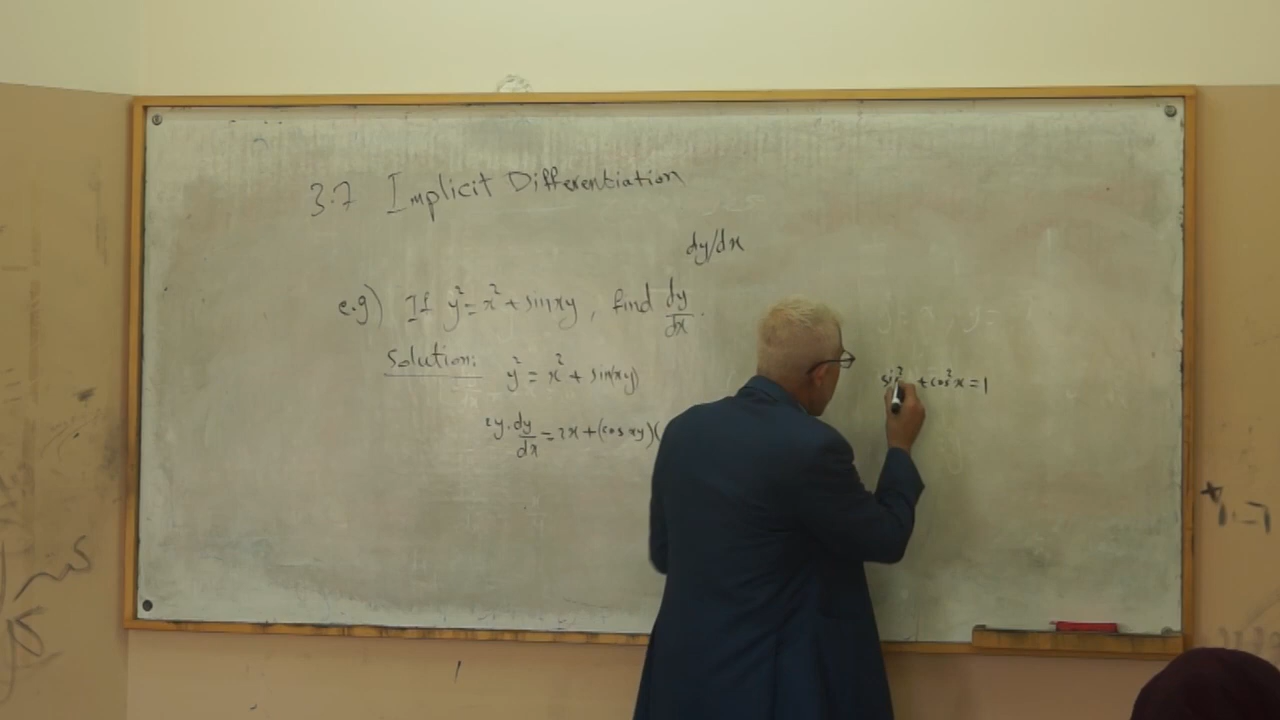 3.7 Implicit Differentiation
dy/dx
e.g) If y² = x² + sinxy, find dy/dx.
Solution: y² = x² + sin(xy)
2y.dy/dx = 2x + (cos xy)(
sin² + cos²x = 1